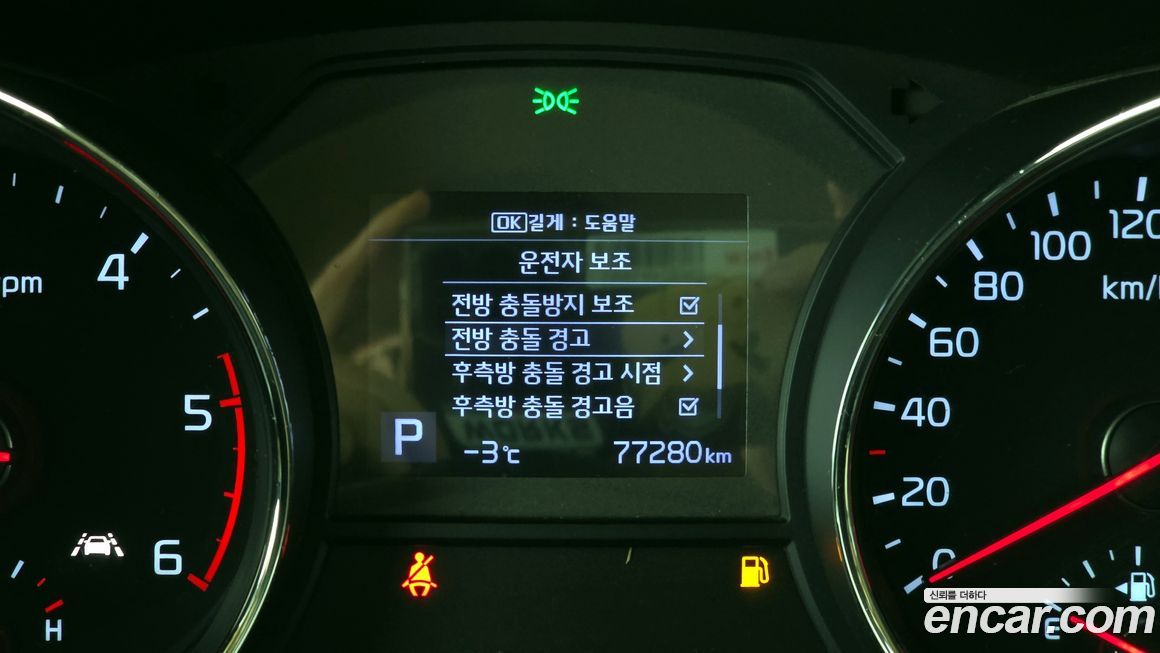 OK 길게 : 도움말
운전자 보조
전방 충돌방지 보조
전방 충돌 경고
후측방 충돌 경고 시점
후측방 충돌 경고음
P -3℃ 77280 km
pm
4
5
6
H
120
100
80
60
40
20
0
km/
E
신뢰를 더하다
encar.com